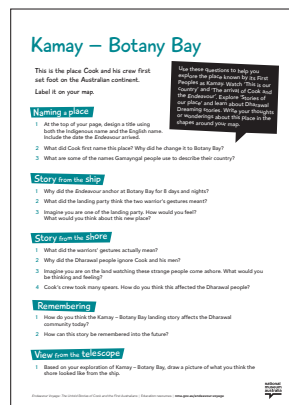 Kamay – Botany Bay
This is the place Cook and his crew first
set foot on the Australian continent.
Label it on your map.
Use these questions to help you
explore the place known by its First
Peoples as Kamay. Watch 'This is our
country' and 'The arrival of Cook and
the Endeavour'. Explore 'Stories of
our place' and learn about Dharawal
Dreaming stories. Write your thoughts
or wonderings about this place in the
shapes around your map.
Naming a place
1 At the top of your page, design a title using
both the Indigenous name and the English name.
Include the date the Endeavour arrived.
2 What did Cook first name this place? Why did he change it to Botany Bay?
3 What are some of the names Gamayngal people use to describe their country?
Story from the ship
1 Why did the Endeavour anchor at Botany Bay for 8 days and nights?
2 What did the landing party think the two warrior's gestures meant?
3 Imagine you are one of the landing party. How would you feel?
What would you think about this new place?
Story from the shore
1 What did the warriors' gestures actually mean?
2 Why did the Dharawal people ignore Cook and his men?
3 Imagine you are on the land watching these strange people come ashore. What would you
be thinking and feeling?
4 Cook's crew took many spears. How do you think this affected the Dharawal people?
Remembering
1 How do you think the Kamay – Botany Bay landing story affects the Dharawal
community today?
2 How can this story be remembered into the future?
View from the telescope
1 Based on your exploration of Kamay – Botany Bay, draw a picture of what you think the
shore looked like from the ship.
national
museum
australia